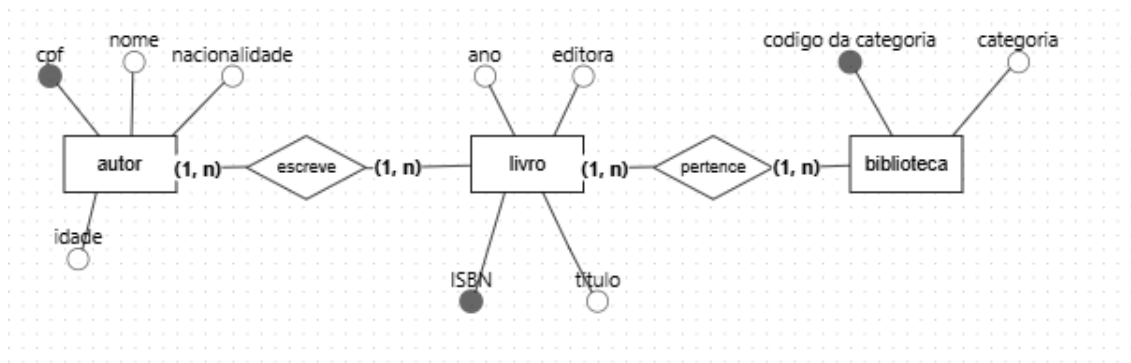 cpf
nome
nacionalidade
ano
editora
codigo da categoria
categoria
autor
(1, n)
escreve
(1, n)
livro
(1, n)
pertence
(1, n)
biblioteca
idade
ISBN
título